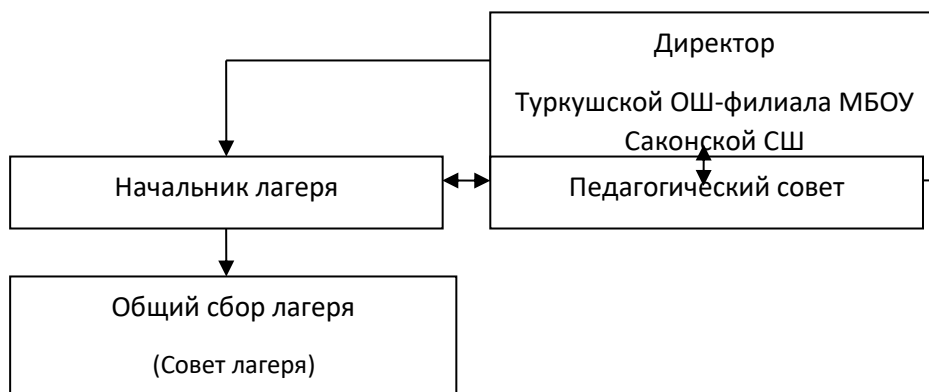 Директор
Туркушской ОШ-филиала МБОУ
Саконской СШ
Начальник лагеря
Педагогический совет
Общий сбор лагеря
(Совет лагеря)